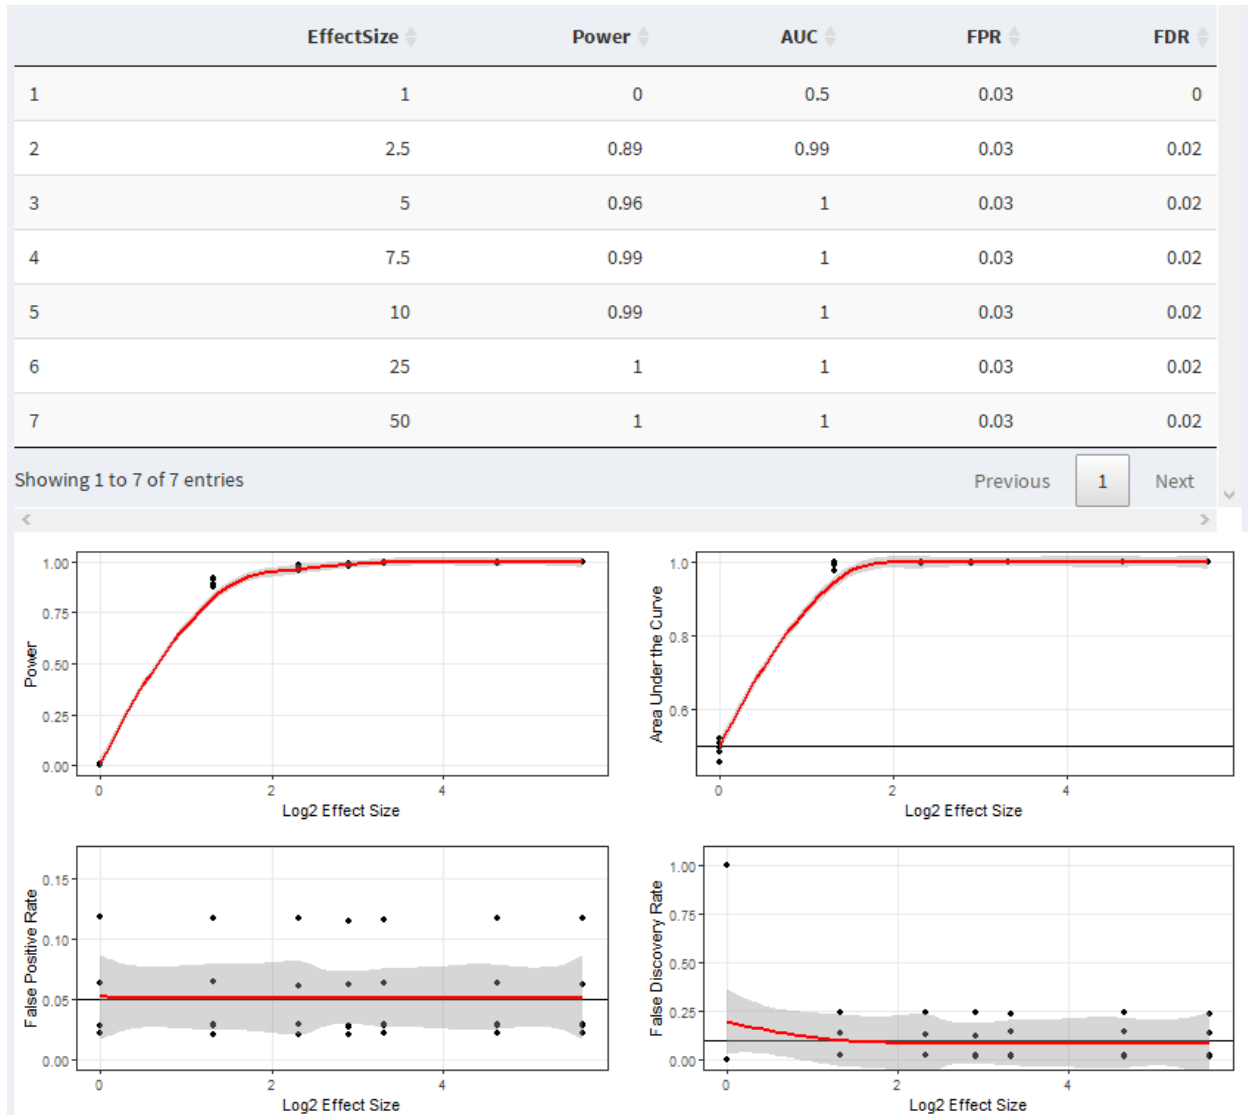 EffectSize Power AUC FPR FDR
1 1 0 0.5 0.03 0
2 2.5 0.89 0.99 0.03 0.02
3 5 0.96 1 0.03 0.02
4 7.5 0.99 1 0.03 0.02
5 10 0.99 1 0.03 0.02
6 25 1 1 0.03 0.02
7 50 1 1 0.03 0.02
Showing 1 to 7 of 7 entries Previous 1 Next
Power
1.00
0.75
0.50
0.25
0.00
0 2 4
Log2 Effect Size
Area Under the Curve
1.0
0.8
0.6
0 2 4
Log2 Effect Size
False Positive Rate
0.15
0.10
0.05
0.00
0 2 4
Log2 Effect Size
False Discovery Rate
1.00
0.75
0.50
0.25
0.00
0 2 4
Log2 Effect Size